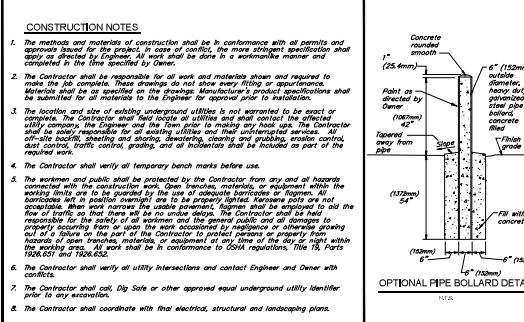 CONSTRUCTION NOTES
1. The methods and materials of construction shall be in conformance with all permits and
approvals issued for the project. In case of conflict, the more stringent specification shall
apply as directed by Engineer. All work shall be done in a workmanlike manner and
completed in the time specified by Owner.
2. The Contractor shall be responsible for all work and materials shown and required to
make the job complete. These drawings do not show every fitting or appurtenance.
Materials shall be as specified on the drawings. Manufacturer's product specifications shall
be submitted for all materials to the Engineer for approval prior to installation.
3. The location and size of existing underground utilities is not warranted to be exact or
complete. The Contractor shall field locate all utilities and shall contact the affected
utility company, the Engineer and the Town prior to making any hook ups. The Contractor
shall be solely responsible for all existing utilities and their uninterrupted services. All
off-site backfill, sheeting and shoring, dewatering, clearing and grubbing, erosion control,
dust control, traffic control, grading, and all incidentals shall be included as part of the
required work.
4. The Contractor shall verify all temporary bench marks before use.
5. The workmen and public shall be protected by the Contractor from any and all hazards
connected with the construction work. Open trenches, materials, or equipment within the
working limits are to be guarded by the use of adequate barricades or flagmen. All
barricades left in position overnight are to be properly lighted. Kerosene pots are not
acceptable. When work narrows the usable pavement, flagmen shall be employed to aid the
flow of traffic so that there will be no undue delays. The Contractor shall be held
responsible for the safety of all workmen and the general public and all damages to
property occurring from or upon the work occasioned by negligence or otherwise growing
out of a failure on the part of the Contractor to protect persons or property from
hazards of open trenches, materials, or equipment at any time of the day or night within
the working area. All work shall be in conformance to OSHA regulations, Title 19, Parts
1926.651 and 1926.652.
6. The Contractor shall verify all utility intersections and contact Engineer and Owner with
conflicts.
7. The Contractor shall call, Dig Safe or other approved equal underground utility identifier
prior to any excavation.
8. The Contractor shall coordinate with final electrical, structural and landscaping plans.
Concrete
rounded
smooth
1"
(25.4mm)
Paint as
directed by
Owner
(1067mm)
42"
Tapered
away from
pipe
Slope
6" (152mm
outside
diameter,
heavy duty
galvanized
steel pipe
bollard,
concrete
filled
Finish
grade
(1372mm)
54"
Fill with
concrete
(152mm)
6"
6" (152
6"
(152mm)
OPTIONAL PIPE BOLLARD DETA
N.T.S.